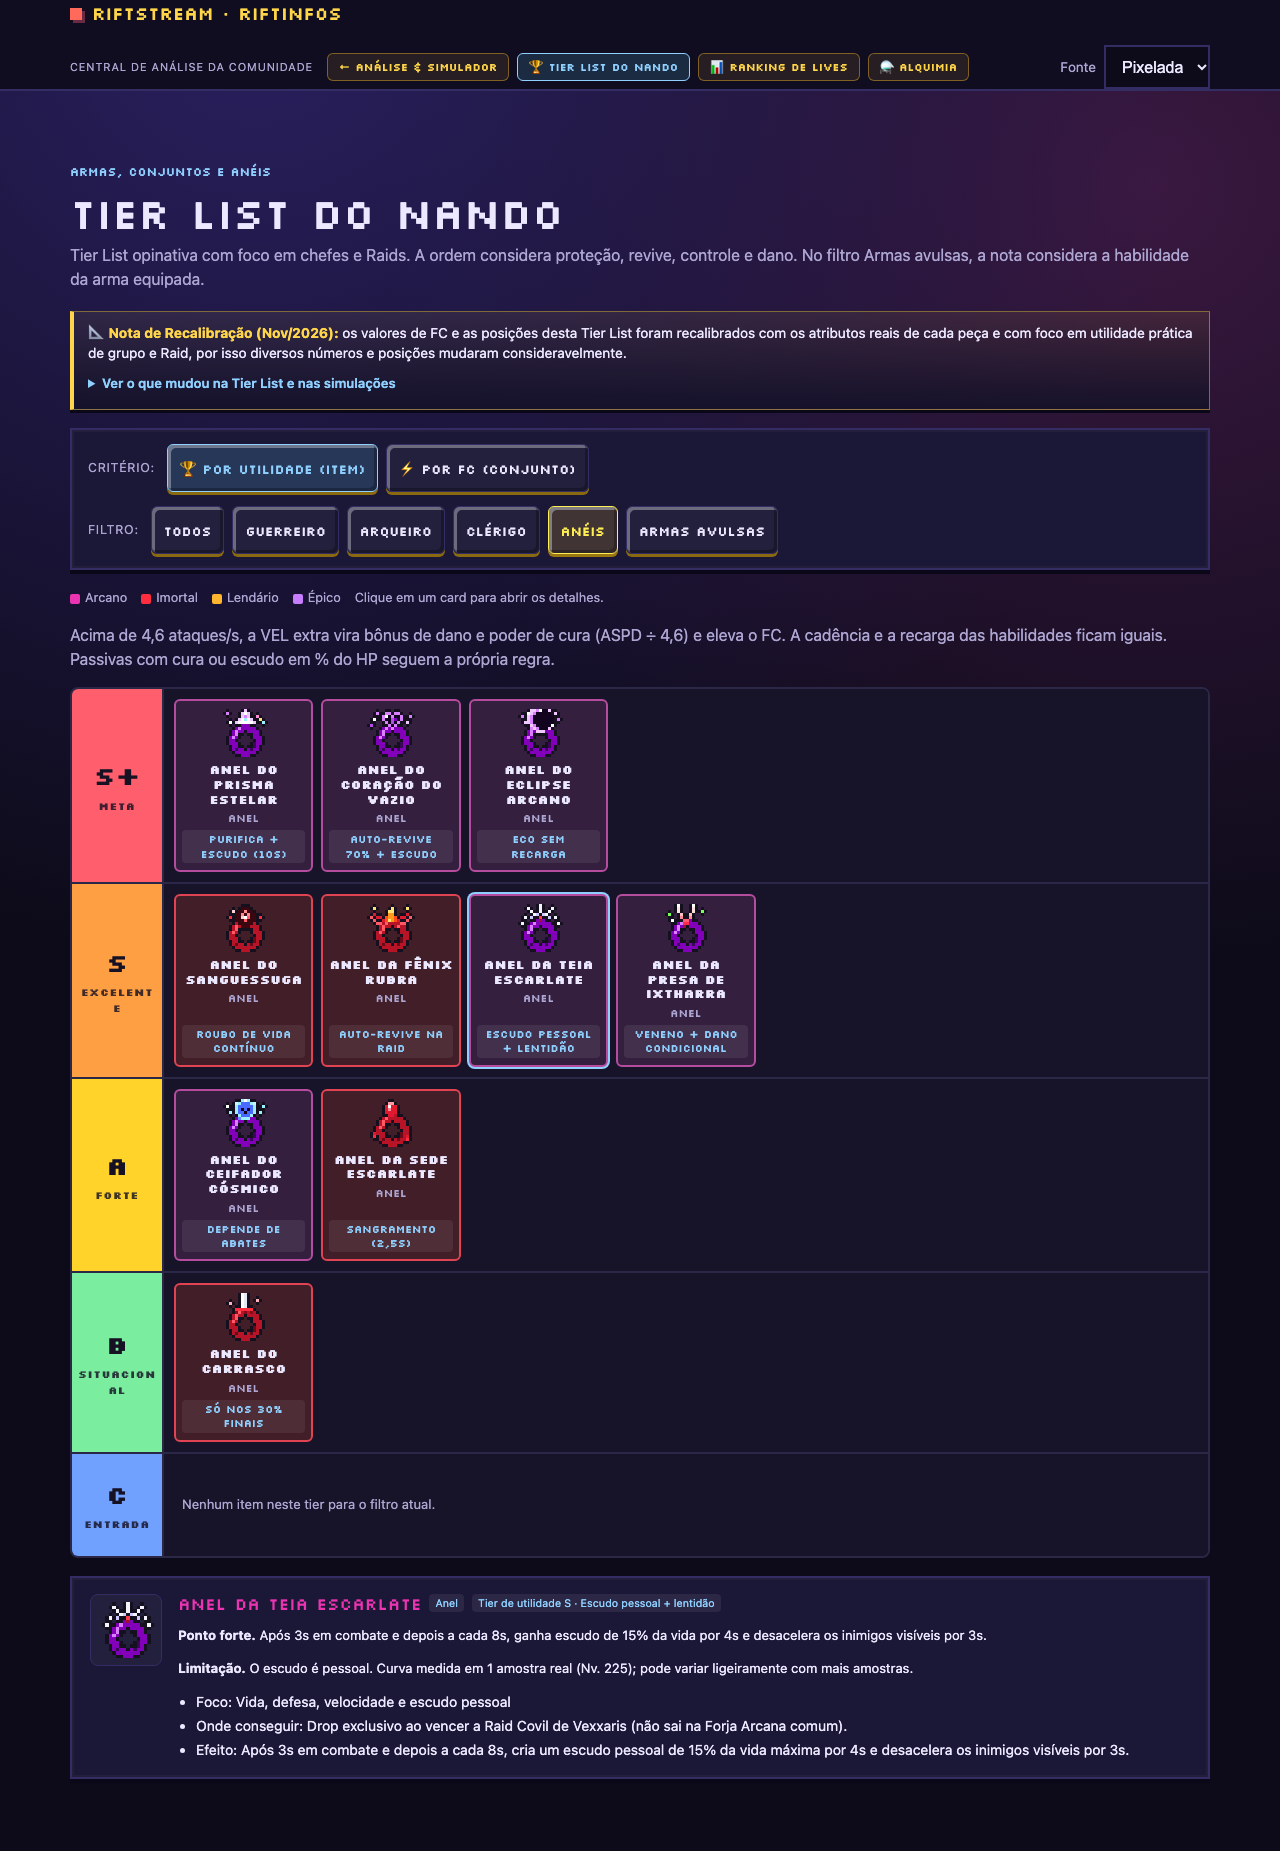 RIFTSTREAM · RIFTINFOS
CENTRAL DE ANÁLISE DA COMUNIDADE
← ANÁLISE & SIMULADOR
🏆 TIER LIST DO NANDO
📊 RANKING DE LIVES
ALQUIMIA
Fonte
Pixelada
ARMAS, CONJUNTOS E ANÉIS
TIER LIST DO NANDO
Tier List opinativa com foco em chefes e Raids. A ordem considera proteção, revive, controle e dano. No filtro Armas avulsas, a nota considera a habilidade
da arma equipada.
📐 Nota de Recalibração (Nov/2026): os valores de FC e as posições desta Tier List foram recalibrados com os atributos reais de cada peça e com foco em utilidade prática
de grupo e Raid, por isso diversos números e posições mudaram consideravelmente.
▶ Ver o que mudou na Tier List e nas simulações
CRITÉRIO:
🏆 POR UTILIDADE (ITEM)
⚡ POR FC (CONJUNTO)
FILTRO:
TODOS
GUERREIRO
ARQUEIRO
CLÉRIGO
ANÉIS
ARMAS AVULSAS
Arcano
Imortal
Lendário
Épico
Clique em um card para abrir os detalhes.
Acima de 4,6 ataques/s, a VEL extra vira bônus de dano e poder de cura (ASPD ÷ 4,6) e eleva o FC. A cadência e a recarga das habilidades ficam iguais.
Passivas com cura ou escudo em % do HP seguem a própria regra.
S+
META
ANEL DO
PRISMA
ESTELAR
ANEL
PURIFICA +
ESCUDO (10S)
ANEL DO
CORAÇÃO DO
VAZIO
ANEL
AUTO-REVIVE
70% + ESCUDO
ANEL DO
ECLIPSE
ARCANO
ANEL
ECO SEM
RECARGA
S
EXCELENT
E
ANEL DO
SANGUESSUGA
ANEL
ROUBO DE VIDA
CONTÍNUO
ANEL DA FÊNIX
RUBRA
ANEL
AUTO-REVIVE NA
RAID
ANEL DA TEIA
ESCARLATE
ANEL
ESCUDO PESSOAL
+ LENTIDÃO
ANEL DA
PRESA DE
IXTHARRA
ANEL
VENENO + DANO
CONDICIONAL
A
FORTE
ANEL DO
CEIFADOR
CÓSMICO
ANEL
DEPENDE DE
ABATES
ANEL DA SEDE
ESCARLATE
ANEL
SANGRAMENTO
(2,5S)
B
SITUACION
AL
ANEL DO
CARRASCO
ANEL
SÓ NOS 30%
FINAIS
C
ENTRADA
Nenhum item neste tier para o filtro atual.
ANEL DA TEIA ESCARLATE
Anel
Tier de utilidade S · Escudo pessoal + lentidão
Ponto forte. Após 3s em combate e depois a cada 8s, ganha escudo de 15% da vida por 4s e desacelera os inimigos visíveis por 3s.
Limitação. O escudo é pessoal. Curva medida em 1 amostra real (Nv. 225); pode variar ligeiramente com mais amostras.
• Foco: Vida, defesa, velocidade e escudo pessoal
• Onde conseguir: Drop exclusivo ao vencer a Raid Covil de Vexxaris (não sai na Forja Arcana comum).
• Efeito: Após 3s em combate e depois a cada 8s, cria um escudo pessoal de 15% da vida máxima por 4s e desacelera os inimigos visíveis por 3s.